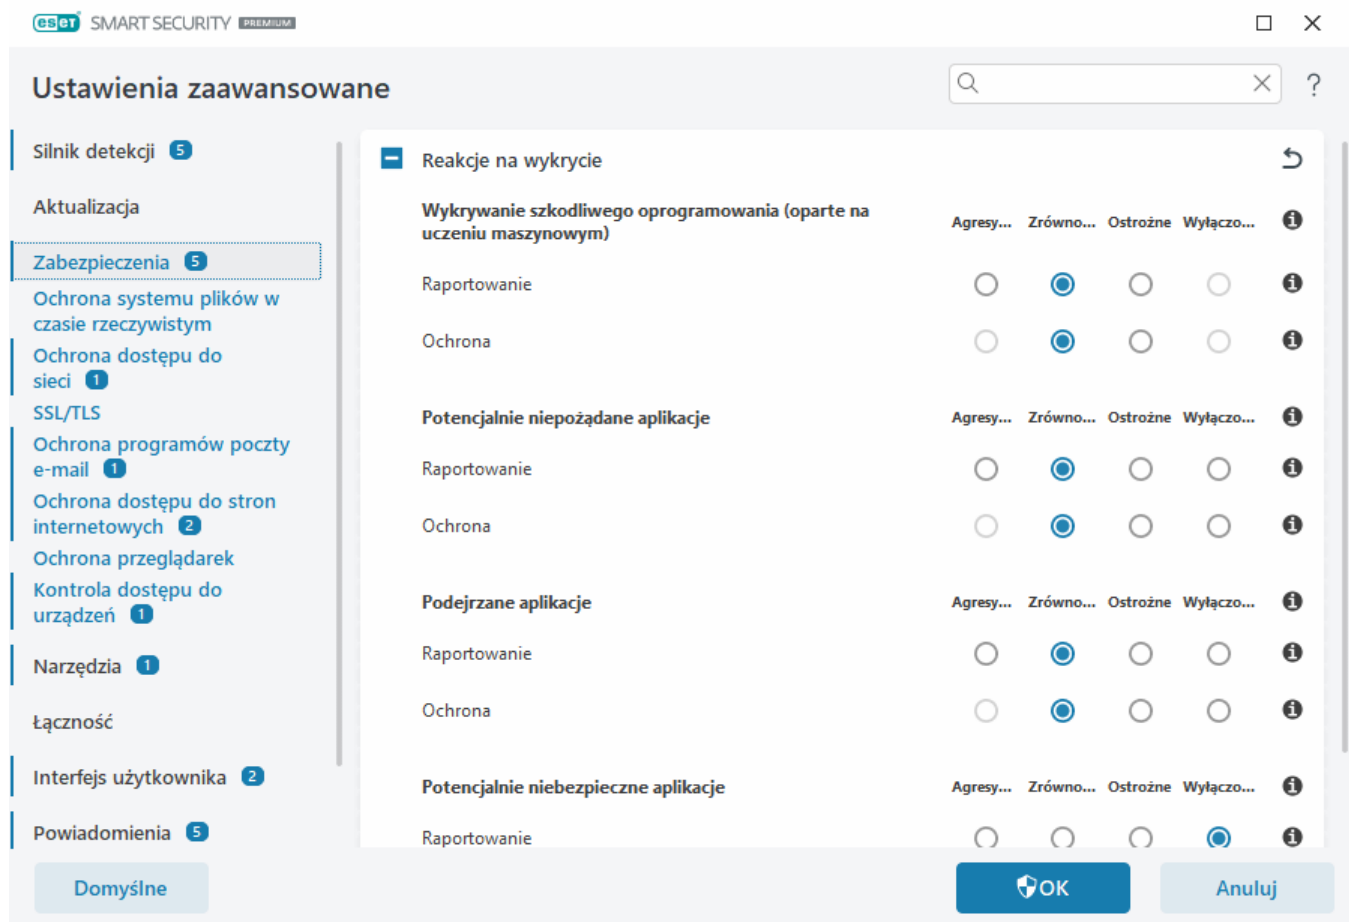 eset SMART SECURITY PREMIUM
Ustawienia zaawansowane
?
Silnik detekcji 5
Aktualizacja
Zabezpieczenia 5
Ochrona systemu plików w
czasie rzeczywistym
Ochrona dostępu do
sieci 1
SSL/TLS
Ochrona programów poczty
e-mail 1
Ochrona dostępu do stron
internetowych 2
Ochrona przeglądarek
Kontrola dostępu do
urządzeń 1
Narzędzia 1
Łączność
Interfejs użytkownika 2
Powiadomienia 5
Reakcje na wykrycie
Wykrywanie szkodliwego oprogramowania (oparte na
uczeniu maszynowym)
Agresy... Zrówno... Ostrożne Wyłączo...
Raportowanie
Ochrona
Potencjalnie niepożądane aplikacje Agresy... Zrówno... Ostrożne Wyłączo...
Raportowanie
Ochrona
Podejrzane aplikacje Agresy... Zrówno... Ostrożne Wyłączo...
Raportowanie
Ochrona
Potencjalnie niebezpieczne aplikacje Agresy... Zrówno... Ostrożne Wyłączo...
Raportowanie
Domyślne OK Anuluj